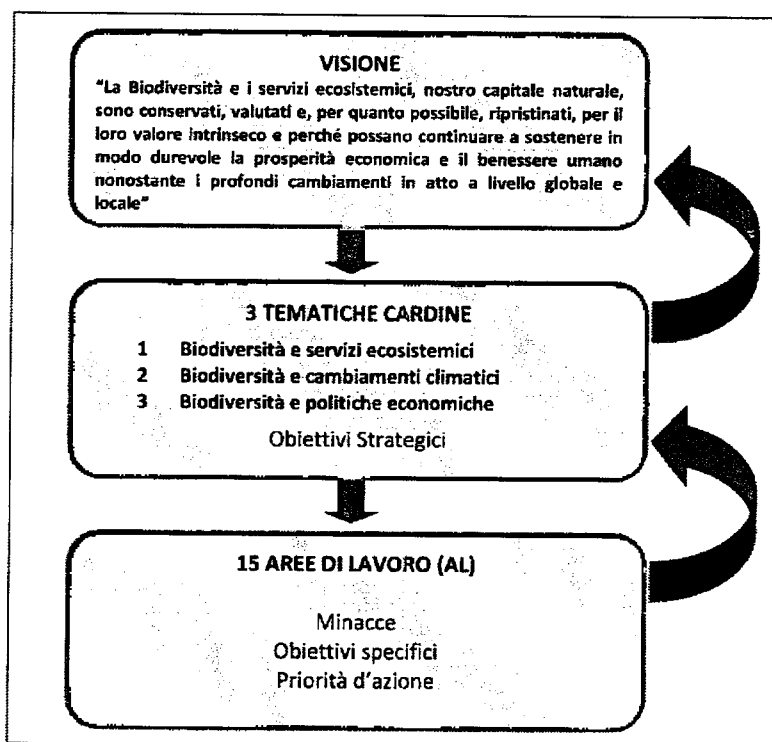 VISIONE
"La Biodiversità e i servizi ecosistemici, nostro capitale naturale,
sono conservati, valutati e, per quanto possibile, ripristinati, per il
loro valore intrinseco e perché possano continuare a sostenere in
modo durevole la prosperità economica e il benessere umano
nonostante i profondi cambiamenti in atto a livello globale e
locale"
3 TEMATICHE CARDINE
1 Biodiversità e servizi ecosistemici
2 Biodiversità e cambiamenti climatici
3 Biodiversità e politiche economiche
Obiettivi Strategici
15 AREE DI LAVORO (AL)
Minacce
Obiettivi specifici
Priorità d'azione